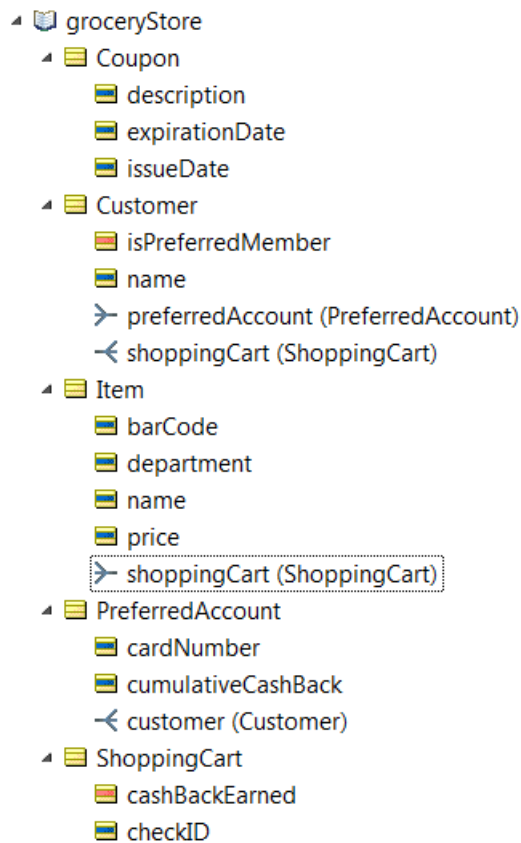 groceryStore
Coupon
description
expirationDate
issueDate
Customer
isPreferredMember
name
preferredAccount (PreferredAccount)
shoppingCart (ShoppingCart)
Item
barCode
department
name
price
shoppingCart (ShoppingCart)
PreferredAccount
cardNumber
cumulativeCashBack
customer (Customer)
ShoppingCart
cashBackEarned
checkID